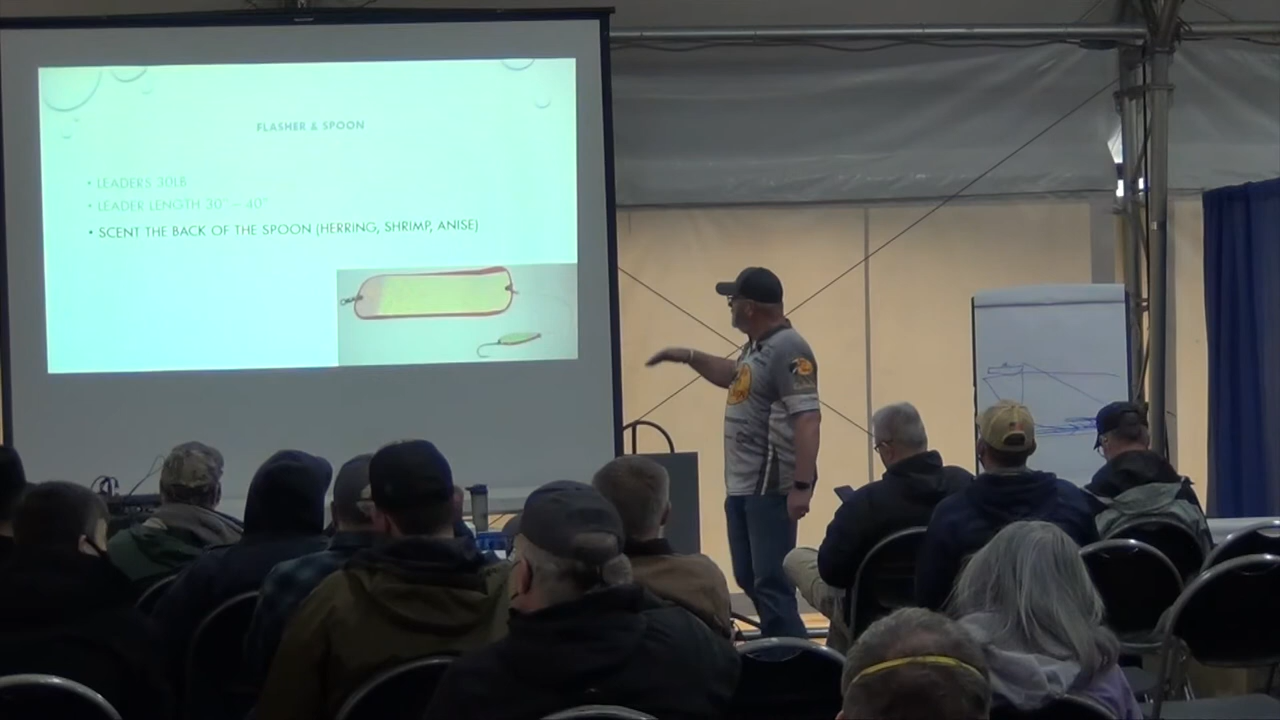 FLASHER & SPOON
• LEADERS 30LB
• LEADER LENGTH 30" – 40"
• SCENT THE BACK OF THE SPOON (HERRING, SHRIMP, ANISE)